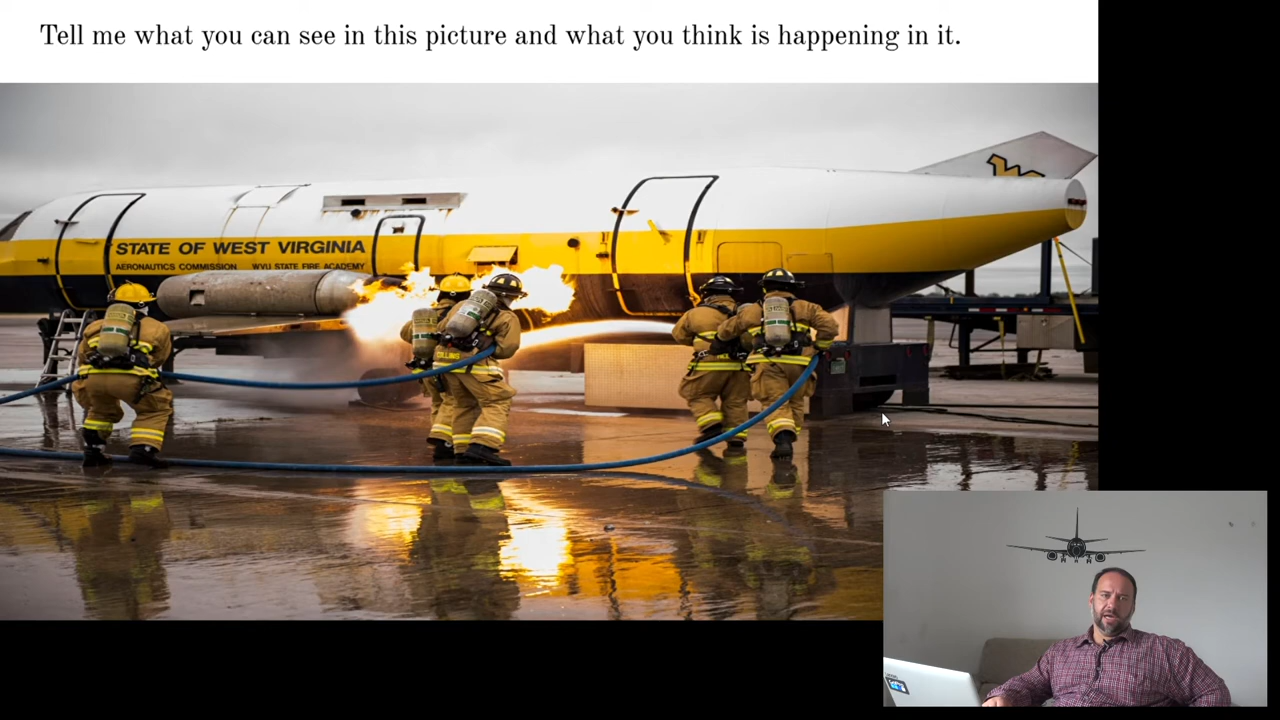 Tell me what you can see in this picture and what you think is happening in it.
STATE OF WEST VIRGINIA
AERONAUTICS COMMISSION WVU STATE FIRE ACADEMY
COLLINS